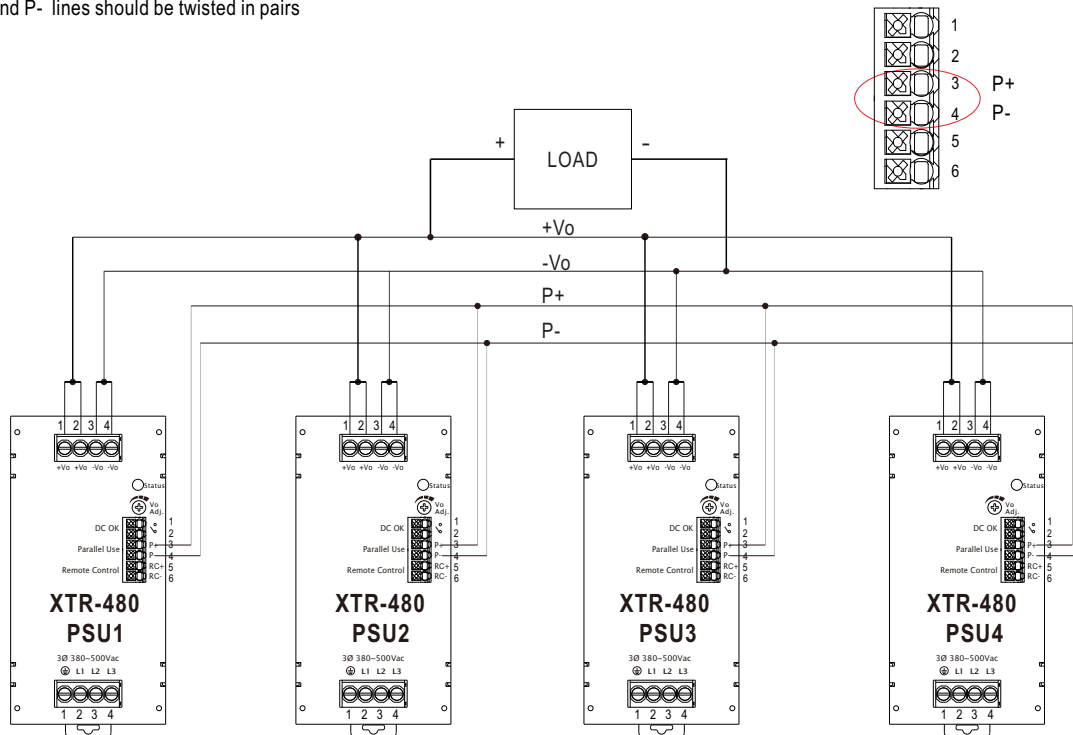 nd P- lines should be twisted in pairs
1
2
3 P+
4 P-
5
6
+ LOAD -
+Vo
-Vo
P+
P-
1 2 3 4
+Vo +Vo -Vo -Vo
Status
Vo
Adj.
DC OK
1
2
Parallel Use
P+ 3
P- 4
Remote Control
RC+ 5
RC- 6
XTR-480
PSU1
3Ø 380~500Vac
L1 L2 L3
1 2 3 4
1 2 3 4
+Vo +Vo -Vo -Vo
Status
Vo
Adj.
DC OK
1
2
Parallel Use
P+ 3
P- 4
Remote Control
RC+ 5
RC- 6
XTR-480
PSU2
3Ø 380~500Vac
L1 L2 L3
1 2 3 4
1 2 3 4
+Vo +Vo -Vo -Vo
Status
Vo
Adj.
DC OK
1
2
Parallel Use
P+ 3
P- 4
Remote Control
RC+ 5
RC- 6
XTR-480
PSU3
3Ø 380~500Vac
L1 L2 L3
1 2 3 4
1 2 3 4
+Vo +Vo -Vo -Vo
Status
Vo
Adj.
DC OK
1
2
Parallel Use
P+ 3
P- 4
Remote Control
RC+ 5
RC- 6
XTR-480
PSU4
3Ø 380~500Vac
L1 L2 L3
1 2 3 4